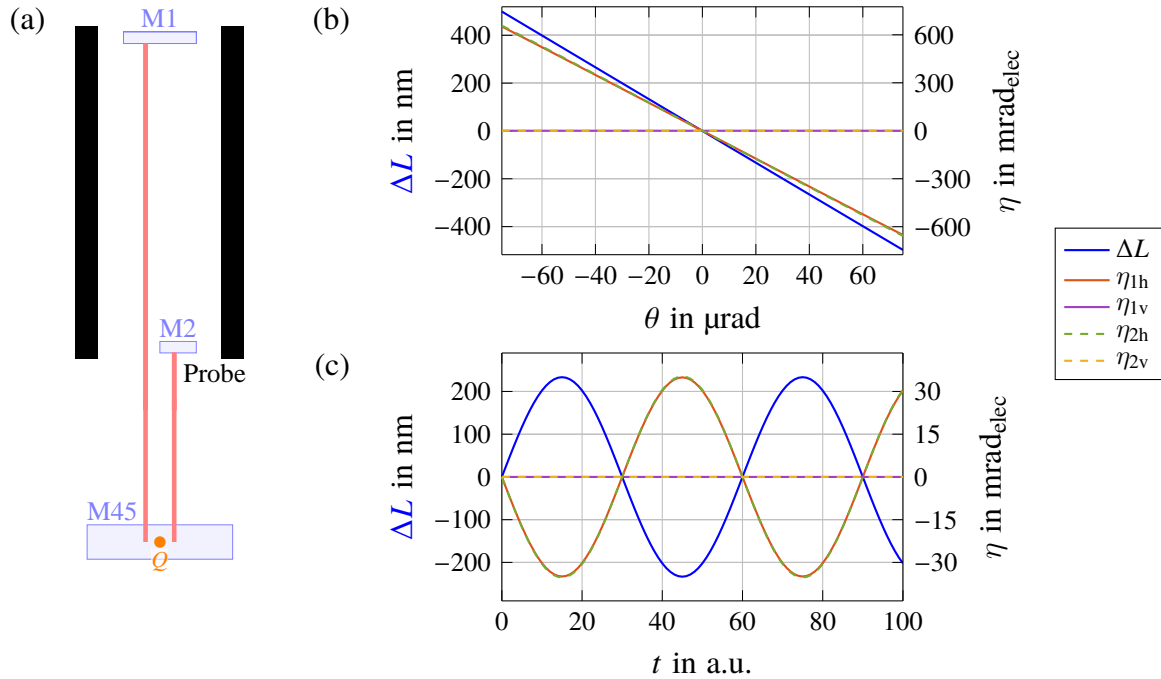 (a)
M1
M2
Probe
M45
Q
(b)
400
200
0
−200
−400
ΔL in nm
600
300
0
−300
−600
η in mrad_elec
−60 −40 −20 0 20 40 60
θ in µrad
(c)
200
100
0
−100
−200
ΔL in nm
30
15
0
−15
−30
η in mrad_elec
0 20 40 60 80 100
t in a.u.
ΔL
η1h
η1v
η2h
η2v